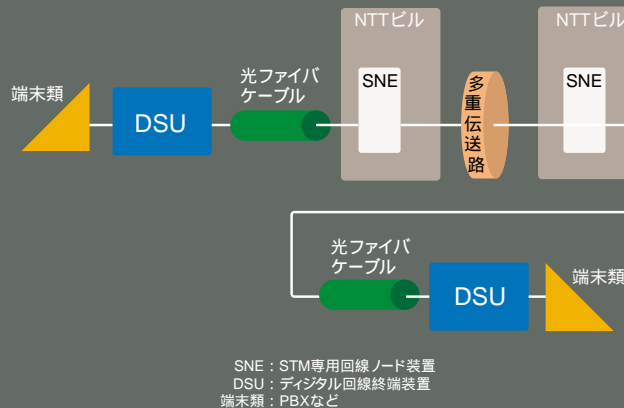 NTTビル
NTTビル
端末類
DSU
光ファイバ
ケーブル
SNE
多重伝送路
SNE
光ファイバ
ケーブル
DSU
端末類
SNE：STM専用回線ノード装置
DSU：ディジタル回線終端装置
端末類：PBXなど